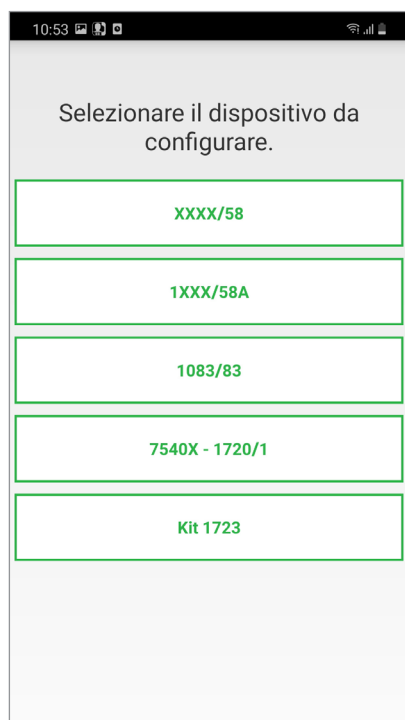 10:53
Selezionare il dispositivo da
configurare.
XXXX/58
1XXX/58A
1083/83
7540X - 1720/1
Kit 1723